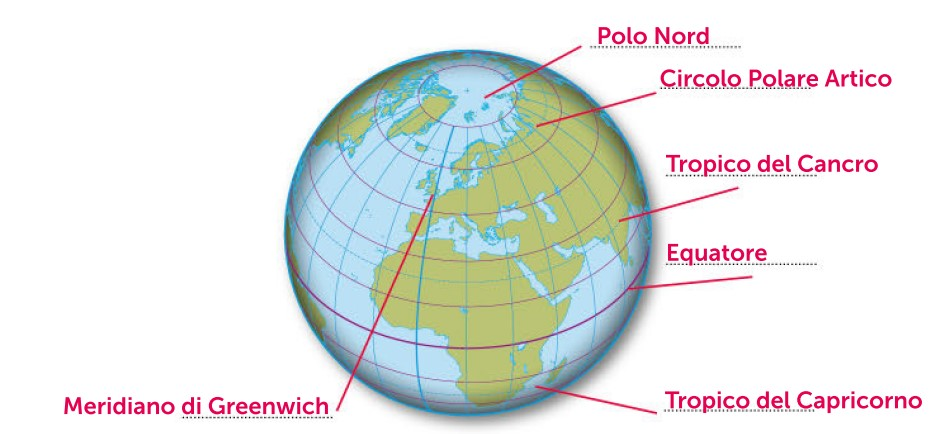 Polo Nord
Circolo Polare Artico
Tropico del Cancro
Equatore
Meridiano di Greenwich
Tropico del Capricorno